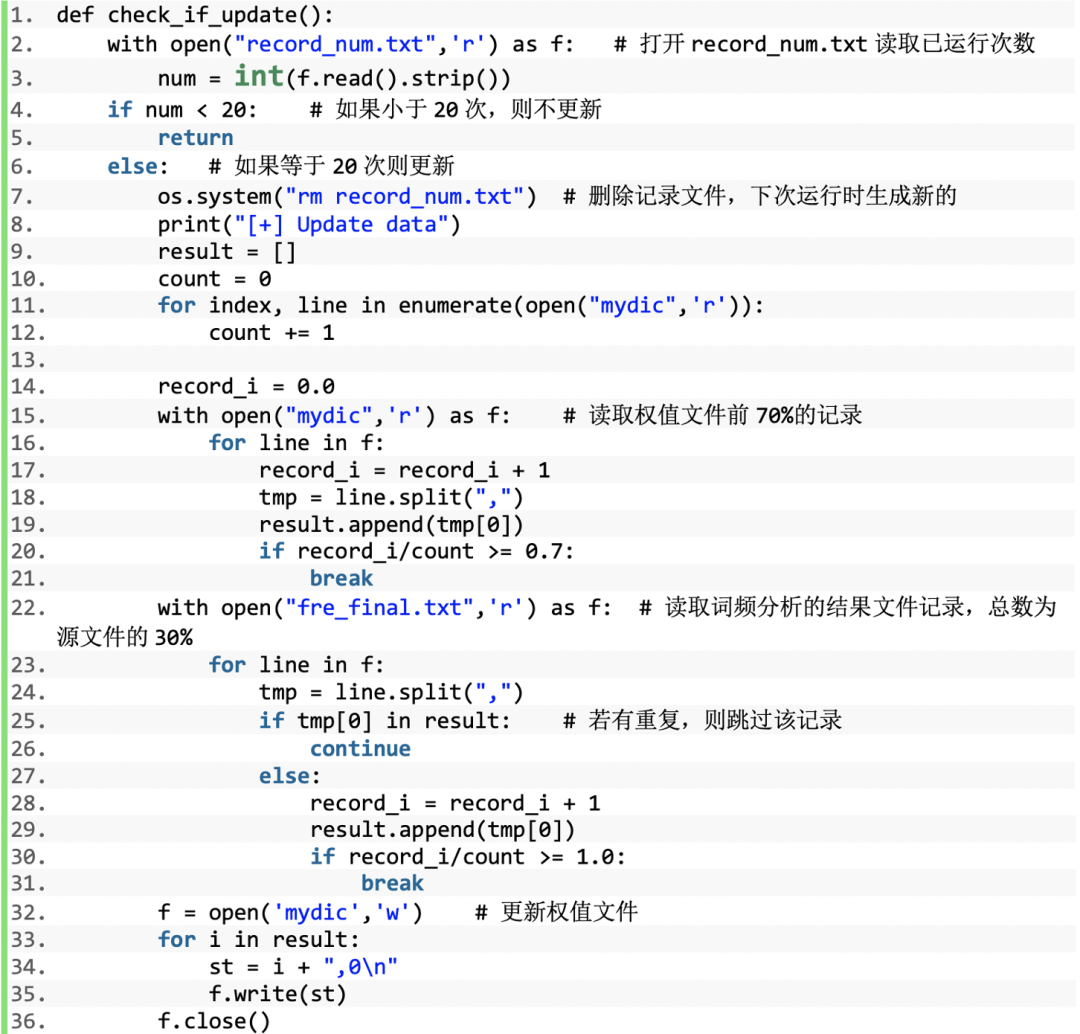 1. def check_if_update():
2.     with open("record_num.txt",'r') as f:   # 打开 record_num.txt 读取已运行次数
3.         num = int(f.read().strip())
4.     if num < 20:    # 如果小于 20 次，则不更新
5.         return
6.     else:   # 如果等于 20 次则更新
7.         os.system("rm record_num.txt")  # 删除记录文件，下次运行时生成新的
8.         print("[+] Update data")
9.         result = []
10.         count = 0
11.         for index, line in enumerate(open("mydic",'r')):
12.             count += 1
13.
14.         record_i = 0.0
15.         with open("mydic",'r') as f:    # 读取权值文件前 70%的记录
16.             for line in f:
17.                 record_i = record_i + 1
18.                 tmp = line.split(",")
19.                 result.append(tmp[0])
20.                 if record_i/count >= 0.7:
21.                     break
22.         with open("fre_final.txt",'r') as f:  # 读取词频分析的结果文件记录，总数为
源文件的 30%
23.             for line in f:
24.                 tmp = line.split(",")
25.                 if tmp[0] in result:    # 若有重复，则跳过该记录
26.                     continue
27.                 else:
28.                     record_i = record_i + 1
29.                     result.append(tmp[0])
30.                     if record_i/count >= 1.0:
31.                         break
32.         f = open('mydic','w')    # 更新权值文件
33.         for i in result:
34.             st = i + ",0\n"
35.             f.write(st)
36.         f.close()